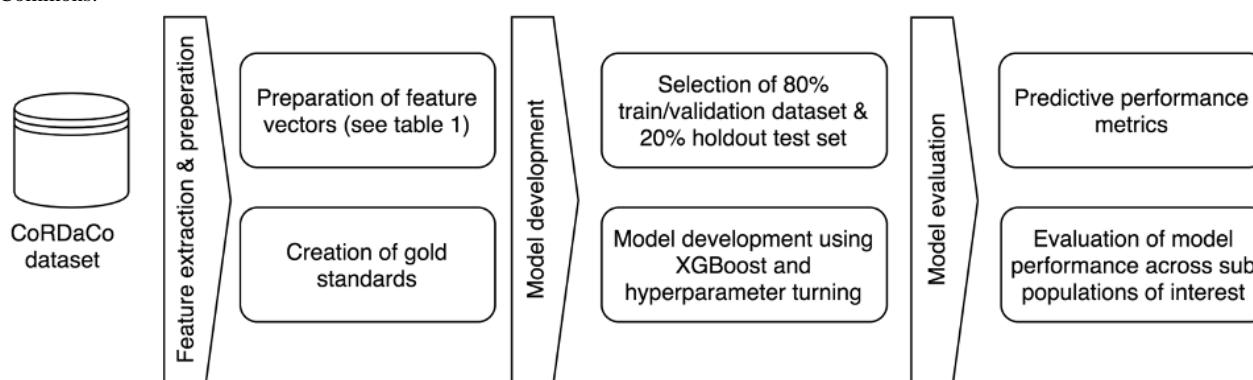 Commons.
CoRDaCo
dataset
Feature extraction & preperation
Preparation of feature
vectors (see table 1)
Creation of gold
standards
Model development
Selection of 80%
train/validation dataset &
20% holdout test set
Model development using
XGBoost and
hyperparameter turning
Model evaluation
Predictive performance
metrics
Evaluation of model
performance across sub
populations of interest